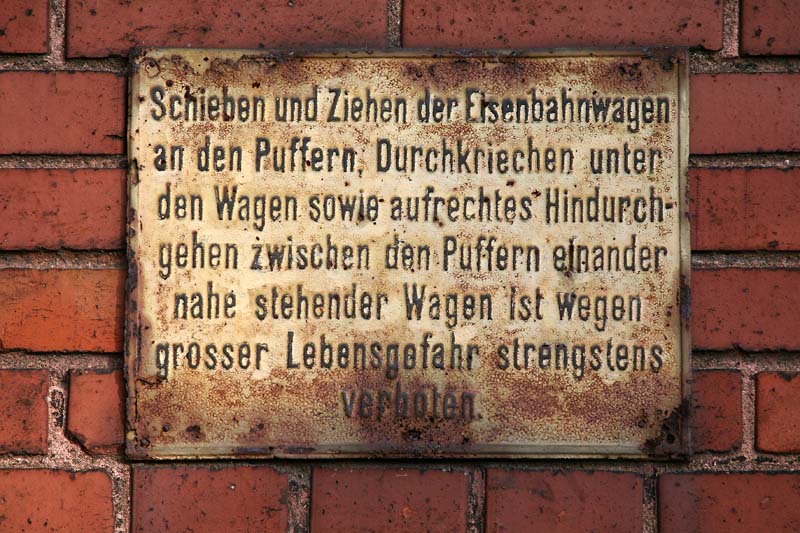 Schieben und Ziehen der Eisenbahnwagen
an den Puffern, Durchkriechen unter
den Wagen sowie aufrechtes Hindurch-
gehen zwischen den Puffern einander
nahe stehender Wagen ist wegen
grosser Lebensgefahr strengstens
verboten.